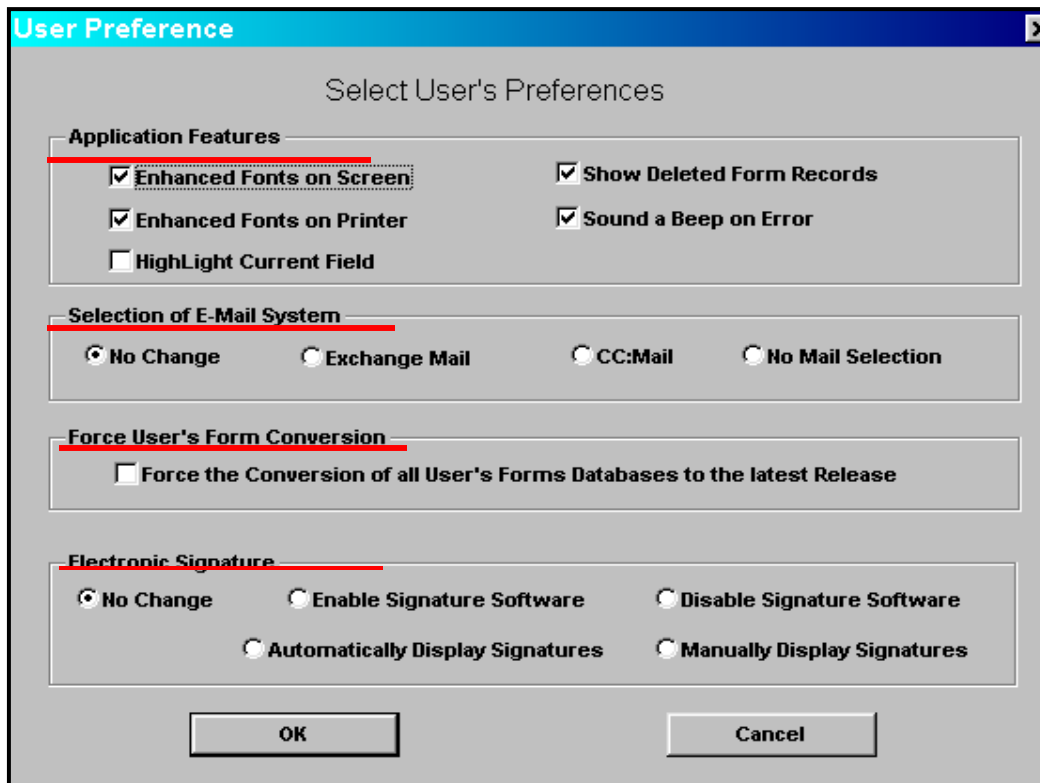 User Preference
Select User's Preferences
Application Features
Enhanced Fonts on Screen
Show Deleted Form Records
Enhanced Fonts on Printer
Sound a Beep on Error
HighLight Current Field
Selection of E-Mail System
No Change Exchange Mail CC:Mail No Mail Selection
Force User's Form Conversion
Force the Conversion of all User's Forms Databases to the latest Release
Electronic Signature
No Change Enable Signature Software Disable Signature Software
Automatically Display Signatures Manually Display Signatures
OK Cancel